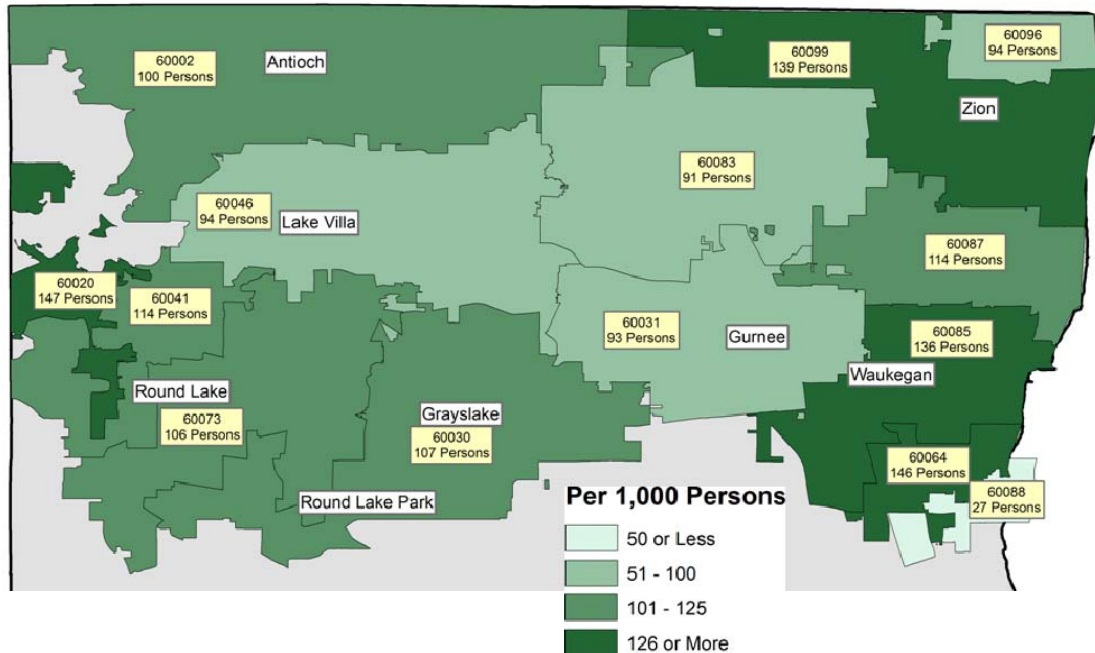 60002
100 Persons
Antioch
60099
139 Persons
60096
94 Persons
Zion
60083
91 Persons
60046
94 Persons
Lake Villa
60087
114 Persons
60020
147 Persons
60041
114 Persons
60031
93 Persons
Gurnee
60085
136 Persons
Waukegan
Round Lake
60073
106 Persons
Grayslake
60030
107 Persons
60064
146 Persons
60088
27 Persons
Round Lake Park
Per 1,000 Persons
50 or Less
51 - 100
101 - 125
126 or More